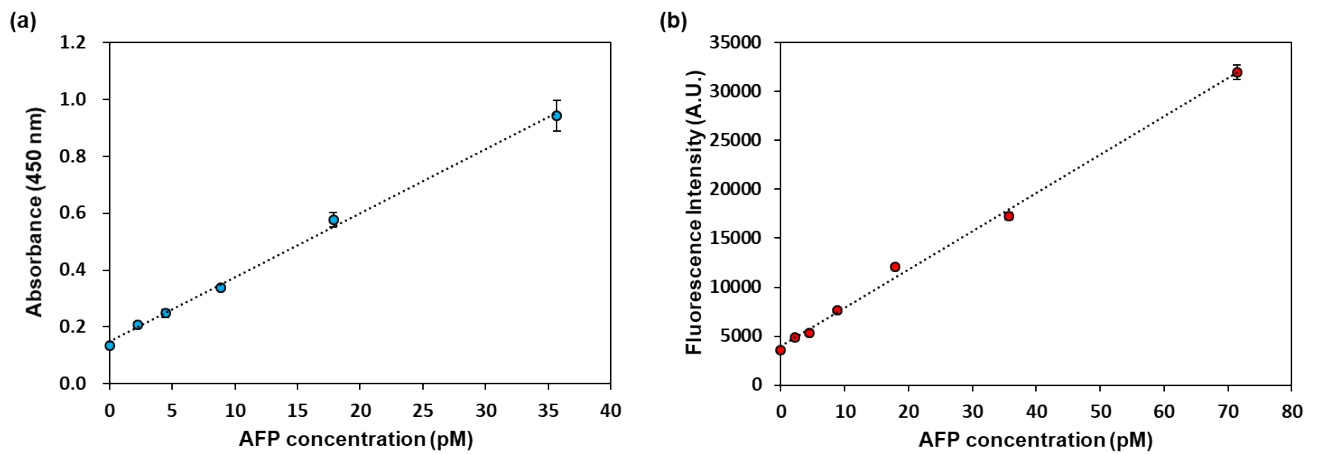 (a)
1.2
1.0
0.8
0.6
0.4
0.2
0.0
Absorbance (450 nm)
0 5 10 15 20 25 30 35 40
AFP concentration (pM)
(b)
35000
30000
25000
20000
15000
10000
5000
0
Fluorescence Intensity (A.U.)
0 10 20 30 40 50 60 70 80
AFP concentration (pM)